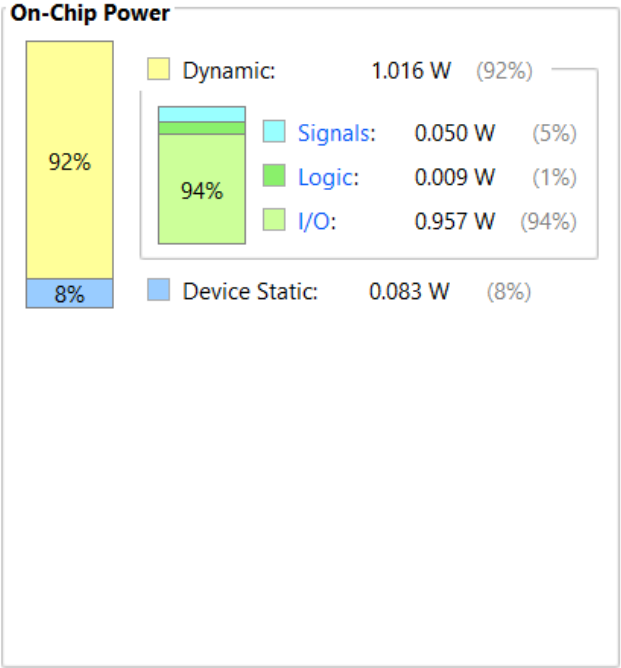 On-Chip Power
Dynamic: 1.016 W (92%)
92%
Signals: 0.050 W (5%)
Logic: 0.009 W (1%)
94%
I/O: 0.957 W (94%)
8%
Device Static: 0.083 W (8%)